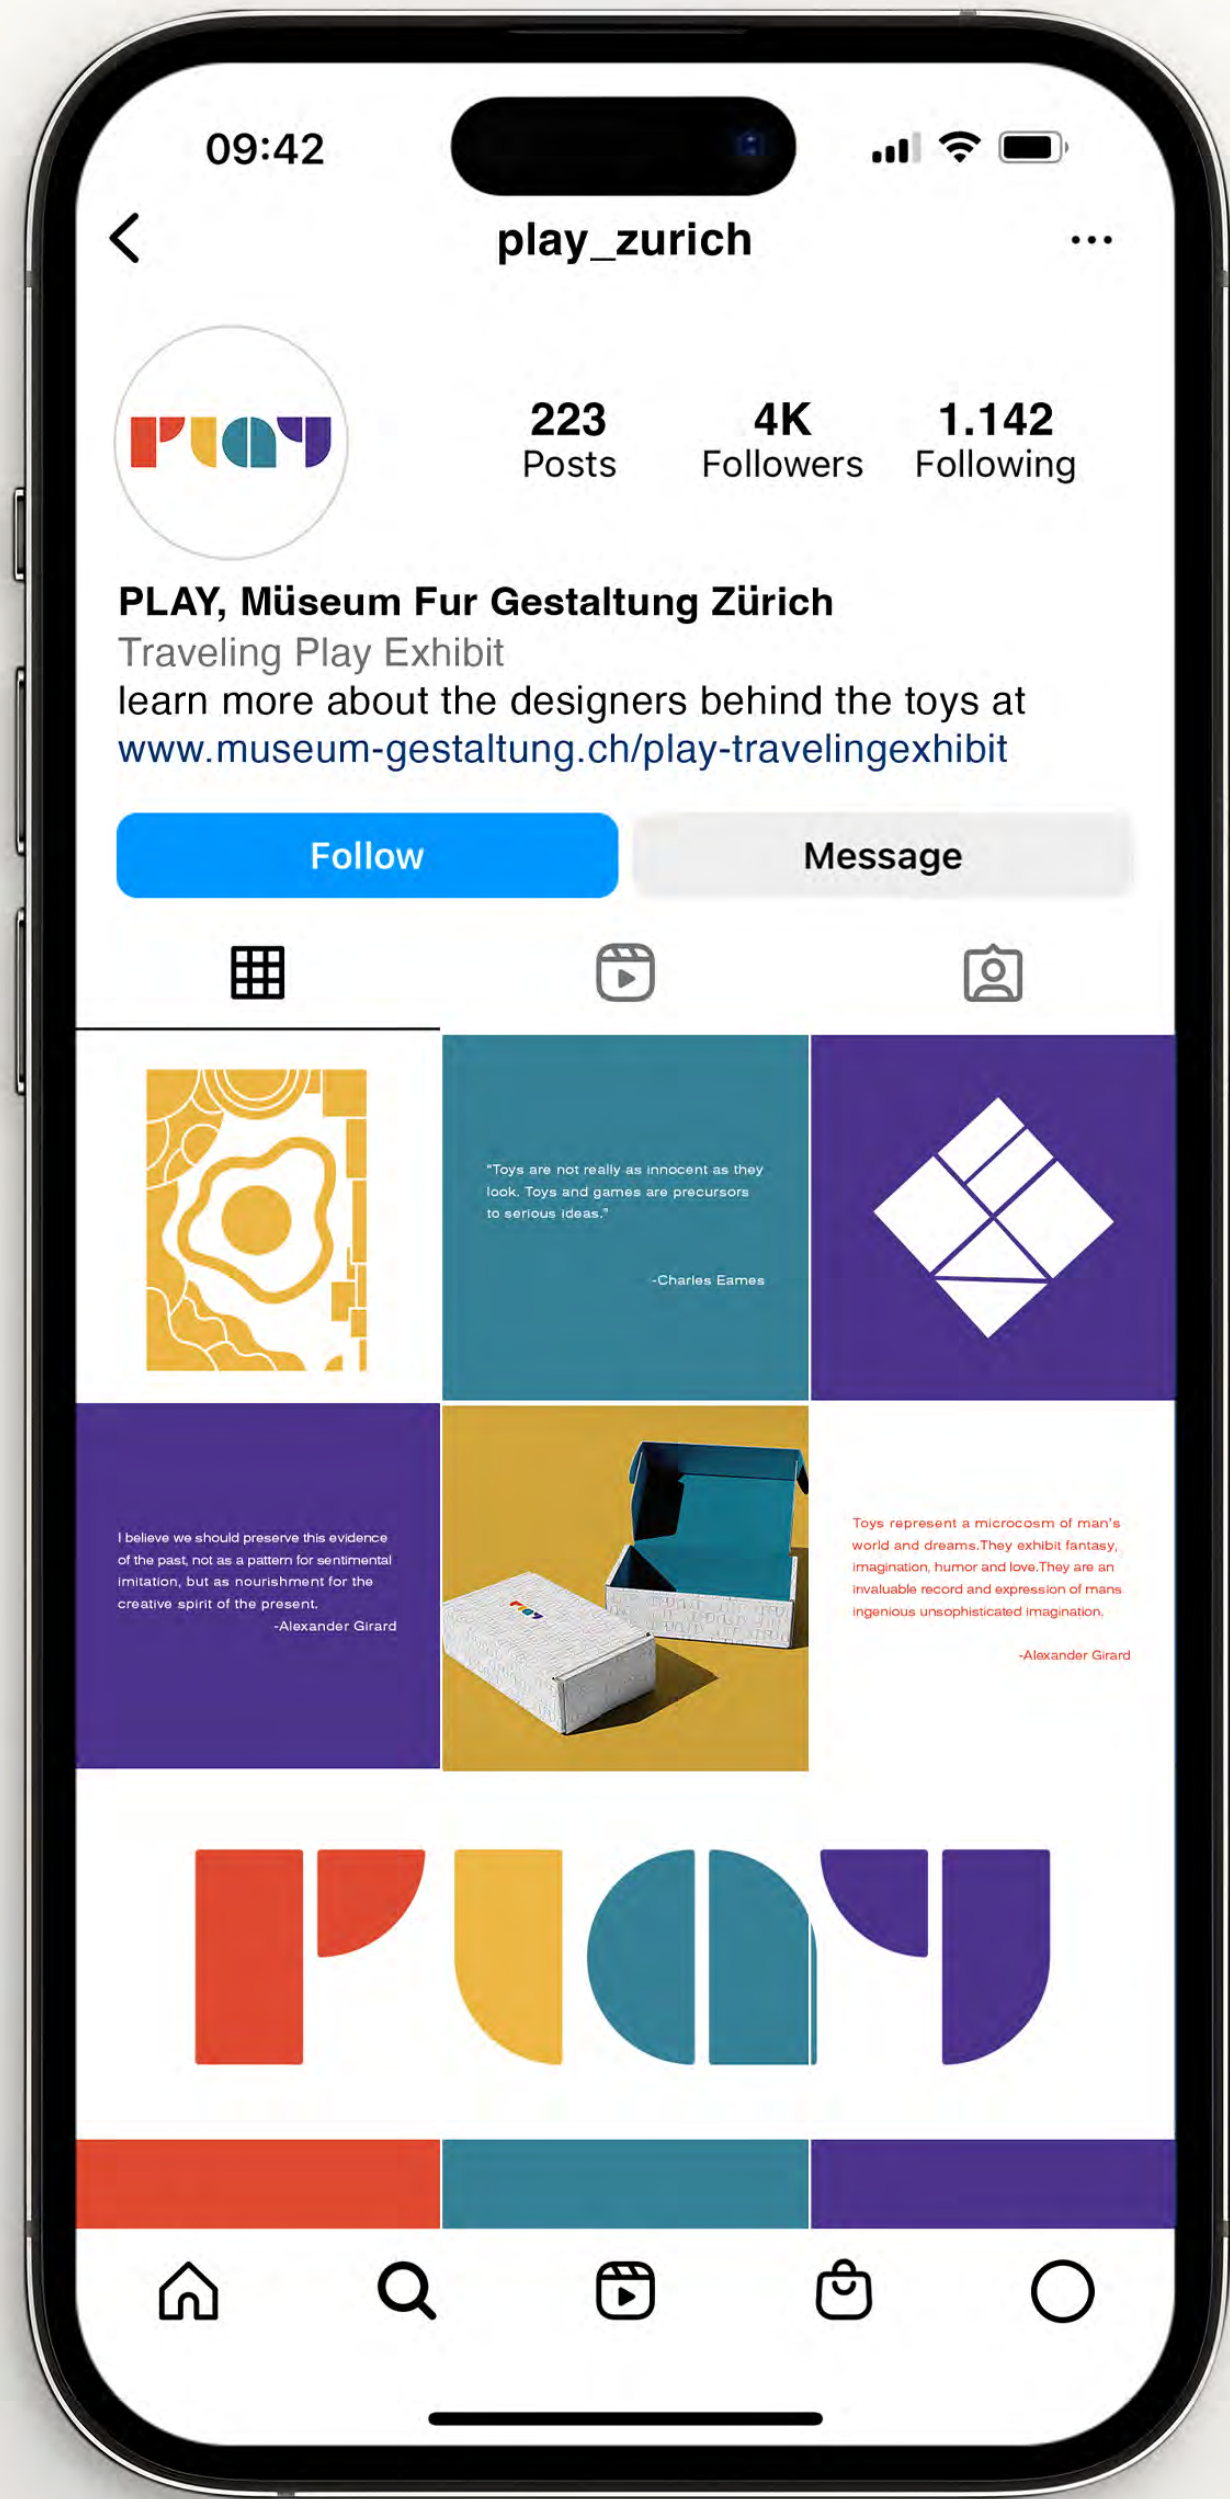 09:42
play_zurich
play
223
4K
1.142
Posts
Followers
Following
PLAY, Müseum Fur Gestaltung Zürich
Traveling Play Exhibit
learn more about the designers behind the toys at
www.museum-gestaltung.ch/play-travelingexhibit
Follow
Message
"Toys are not really as innocent as they
look. Toys and games are precursors
to serious ideas."
-Charles Eames
I believe we should preserve this evidence
of the past, not as a pattern for sentimental
imitation, but as nourishment for the
creative spirit of the present.
-Alexander Girard
play
Toys represent a microcosm of man's
world and dreams.They exhibit fantasy,
imagination, humor and love.They are an
invaluable record and expression of mans
ingenious unsophisticated imagination.
-Alexander Girard
play